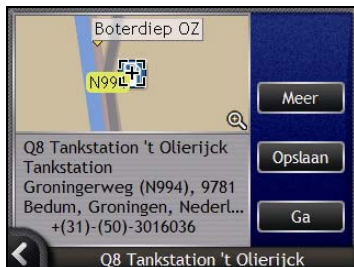 Boterdiep OZ
N994
Meer
Q8 Tankstation 't Olierijck
Tankstation
Groningerweg (N994), 9781
Bedum, Groningen, Nederl...
+(31)-(50)-3016036
Opslaan
Ga
Q8 Tankstation 't Olierijck